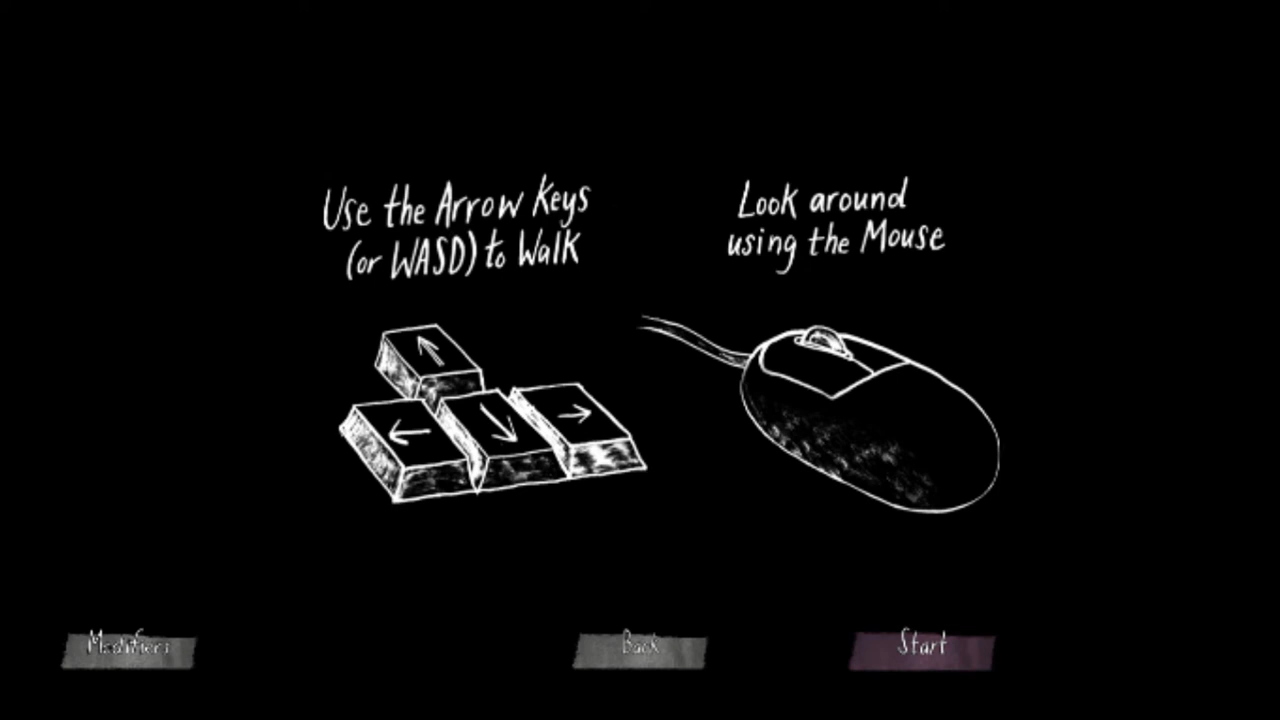 Use the Arrow Keys
(or WASD) to Walk
Look around
using the Mouse
Modifiers
Back
Start